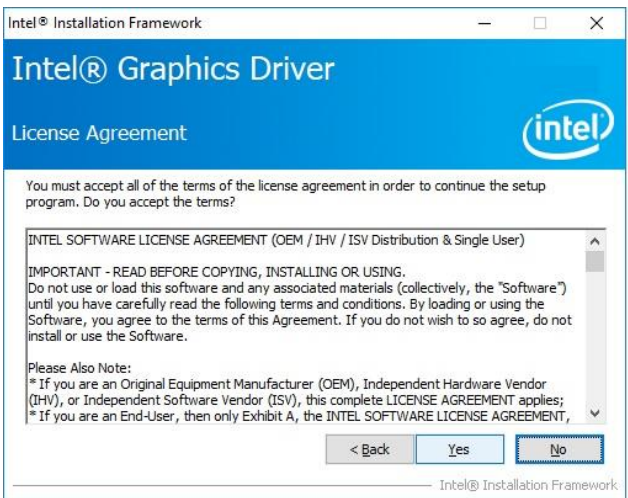 Intel® Installation Framework
Intel® Graphics Driver
License Agreement
intel
You must accept all of the terms of the license agreement in order to continue the setup
program. Do you accept the terms?
INTEL SOFTWARE LICENSE AGREEMENT (OEM / IHV / ISV Distribution & Single User)
IMPORTANT - READ BEFORE COPYING, INSTALLING OR USING.
Do not use or load this software and any associated materials (collectively, the "Software")
until you have carefully read the following terms and conditions. By loading or using the
Software, you agree to the terms of this Agreement. If you do not wish to so agree, do not
install or use the Software.
Please Also Note:
* If you are an Original Equipment Manufacturer (OEM), Independent Hardware Vendor
(IHV), or Independent Software Vendor (ISV), this complete LICENSE AGREEMENT applies;
* If you are an End-User, then only Exhibit A, the INTEL SOFTWARE LICENSE AGREEMENT,
< Back Yes No
Intel® Installation Framework